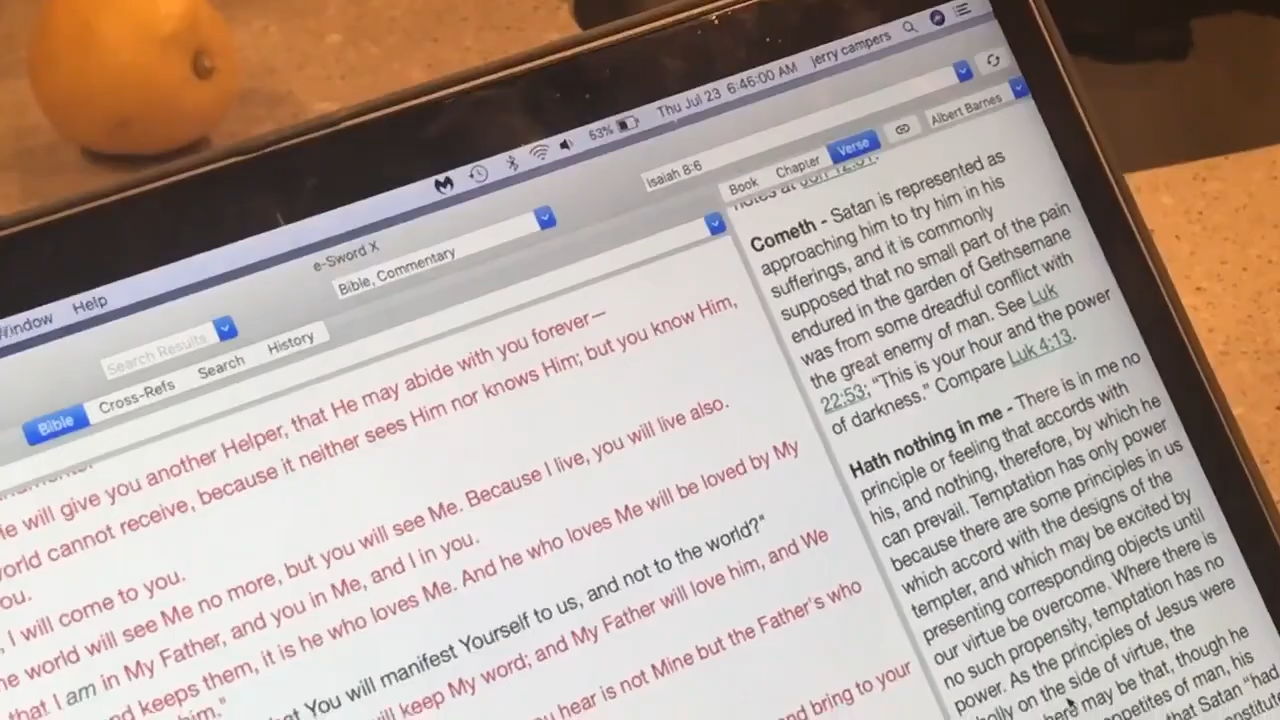 63% Thu Jul 23 6:46:00 AM jerry campers
Window Help
e-Sword X
Search Results
Bible, Commentary
Isaiah 8:6
Bible Cross-Refs Search History
Book Chapter Verse Albert Barnes
He will give you another Helper, that He may abide with you forever—
world cannot receive, because it neither sees Him nor knows Him; but you know Him,
you.
, I will come to you.
the world will see Me no more, but you will see Me. Because I live, you will live also.
that I am in My Father, and you in Me, and I in you.
and keeps them, it is he who loves Me. And he who loves Me will be loved by My
him."
that You will manifest Yourself to us, and not to the world?"
will keep My word; and My Father will love him, and We
you hear is not Mine but the Father's who
and bring to your
notes at Joh 12:31.
Cometh - Satan is represented as
approaching him to try him in his
sufferings, and it is commonly
supposed that no small part of the pain
endured in the garden of Gethsemane
was from some dreadful conflict with
the great enemy of man. See Luk
22:53; "This is your hour and the power
of darkness." Compare Luk 4:13.
Hath nothing in me - There is in me no
principle or feeling that accords with
his, and nothing, therefore, by which he
can prevail. Temptation has only power
because there are some principles in us
which accord with the designs of the
tempter, and which may be excited by
presenting corresponding objects until
our virtue be overcome. Where there is
no such propensity, temptation has no
power. As the principles of Jesus were
wholly on the side of virtue, the
there may be that, though he
appetites of man, his
that Satan "had